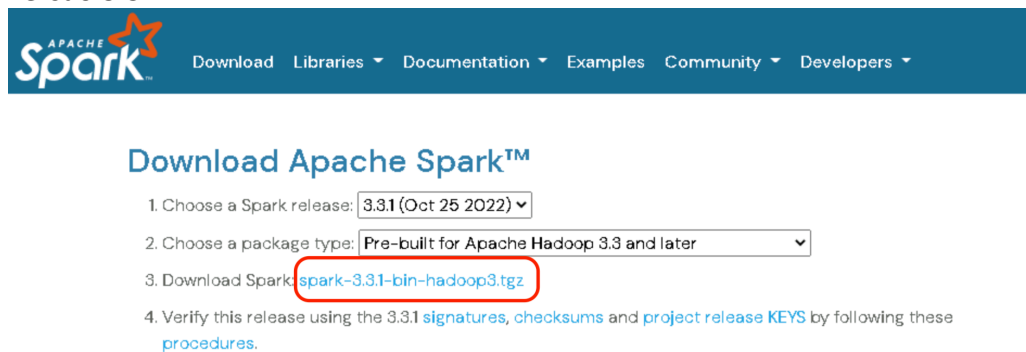 APACHE
Spark™
Download Libraries Documentation Examples Community Developers
Download Apache Spark™
1. Choose a Spark release: 3.3.1 (Oct 25 2022)
2. Choose a package type: Pre-built for Apache Hadoop 3.3 and later
3. Download Spark: spark-3.3.1-bin-hadoop3.tgz
4. Verify this release using the 3.3.1 signatures, checksums and project release KEYS by following these
procedures.